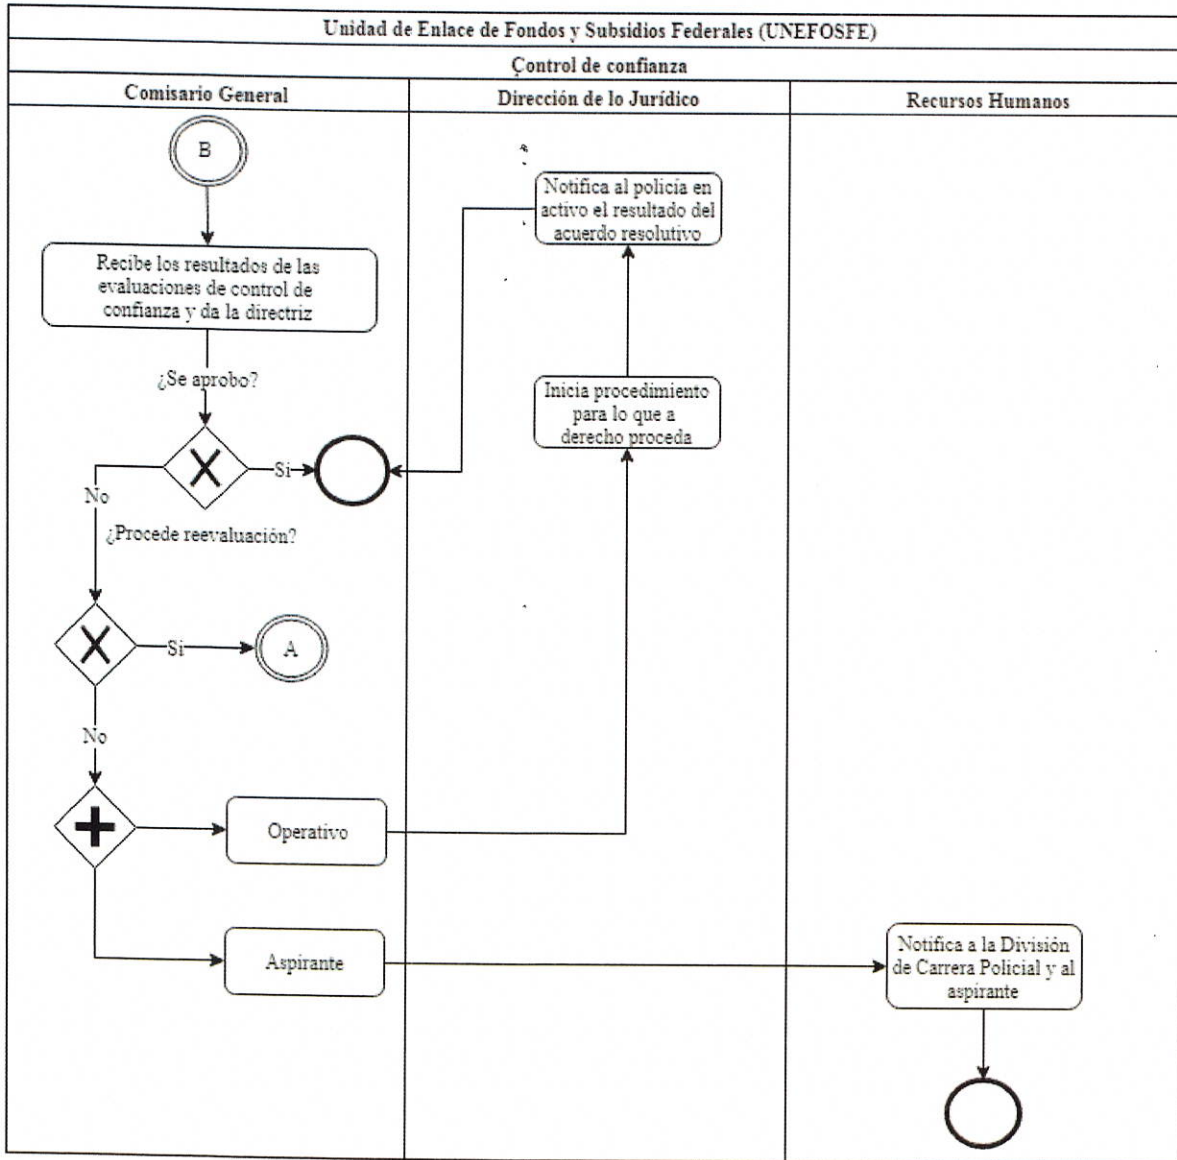 Unidad de Enlace de Fondos y Subsidios Federales (UNEFOSFE)
Control de confianza
Comisario General
Dirección de lo Jurídico
Recursos Humanos
B
Recibe los resultados de las
evaluaciones de control de
confianza y da la directriz
¿Se aprobo?
Si
No
¿Procede reevaluación?
Si
A
No
Operativo
Aspirante
Notifica al policía en
activo el resultado del
acuerdo resolutivo
Inicia procedimiento
para lo que a
derecho proceda
Notifica a la División
de Carrera Policial y al
aspirante